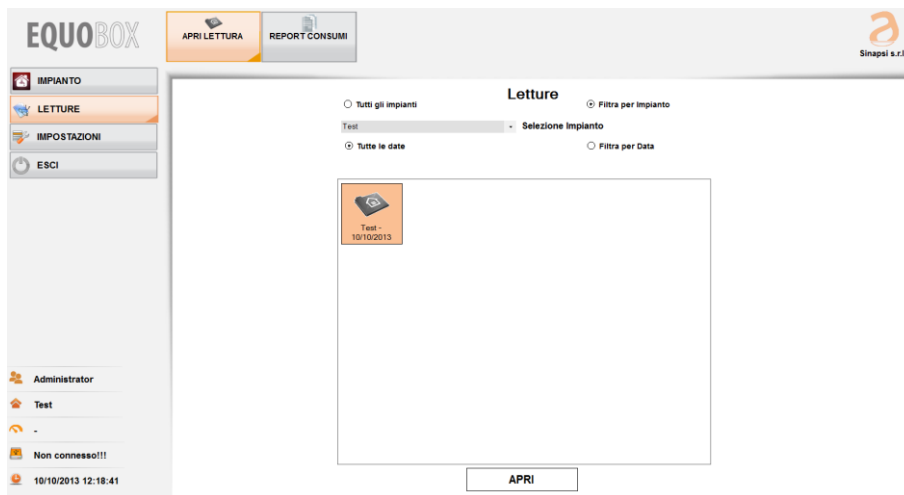 EQUOBOX
APRI LETTURA
REPORT CONSUMI
Sinapsi s.r.l
IMPIANTO
LETTURE
IMPOSTAZIONI
ESCI
Letture
Tutti gli impianti
Filtra per Impianto
Test
Selezione Impianto
Tutte le date
Filtra per Data
Test -
10/10/2013
Administrator
Test
-
Non connesso!!!
10/10/2013 12:18:41
APRI